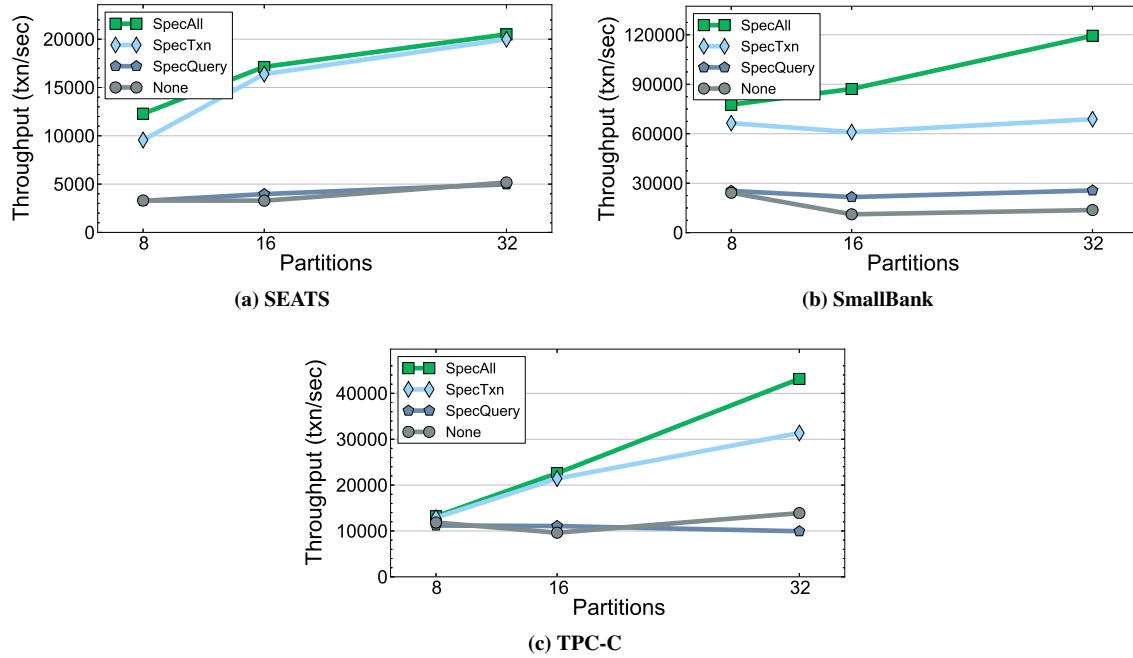 Throughput (txn/sec)
20000
15000
10000
5000
0
SpecAll
SpecTxn
SpecQuery
None
8
16
32
Partitions
(a) SEATS
Throughput (txn/sec)
120000
90000
60000
30000
0
SpecAll
SpecTxn
SpecQuery
None
8
16
32
Partitions
(b) SmallBank
Throughput (txn/sec)
40000
30000
20000
10000
0
SpecAll
SpecTxn
SpecQuery
None
8
16
32
Partitions
(c) TPC-C